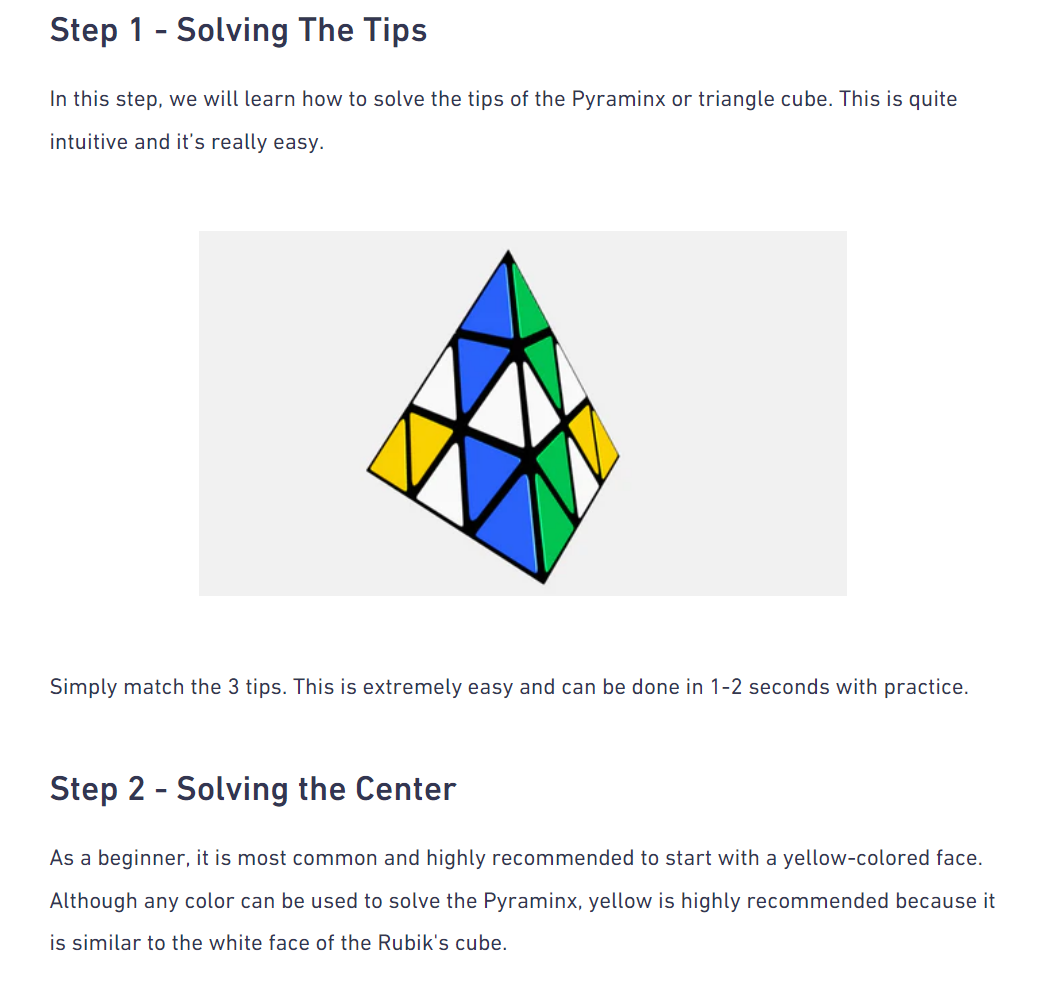 Step 1 - Solving The Tips
In this step, we will learn how to solve the tips of the Pyraminx or triangle cube. This is quite
intuitive and it's really easy.
Simply match the 3 tips. This is extremely easy and can be done in 1-2 seconds with practice.
Step 2 - Solving the Center
As a beginner, it is most common and highly recommended to start with a yellow-colored face.
Although any color can be used to solve the Pyraminx, yellow is highly recommended because it
is similar to the white face of the Rubik's cube.